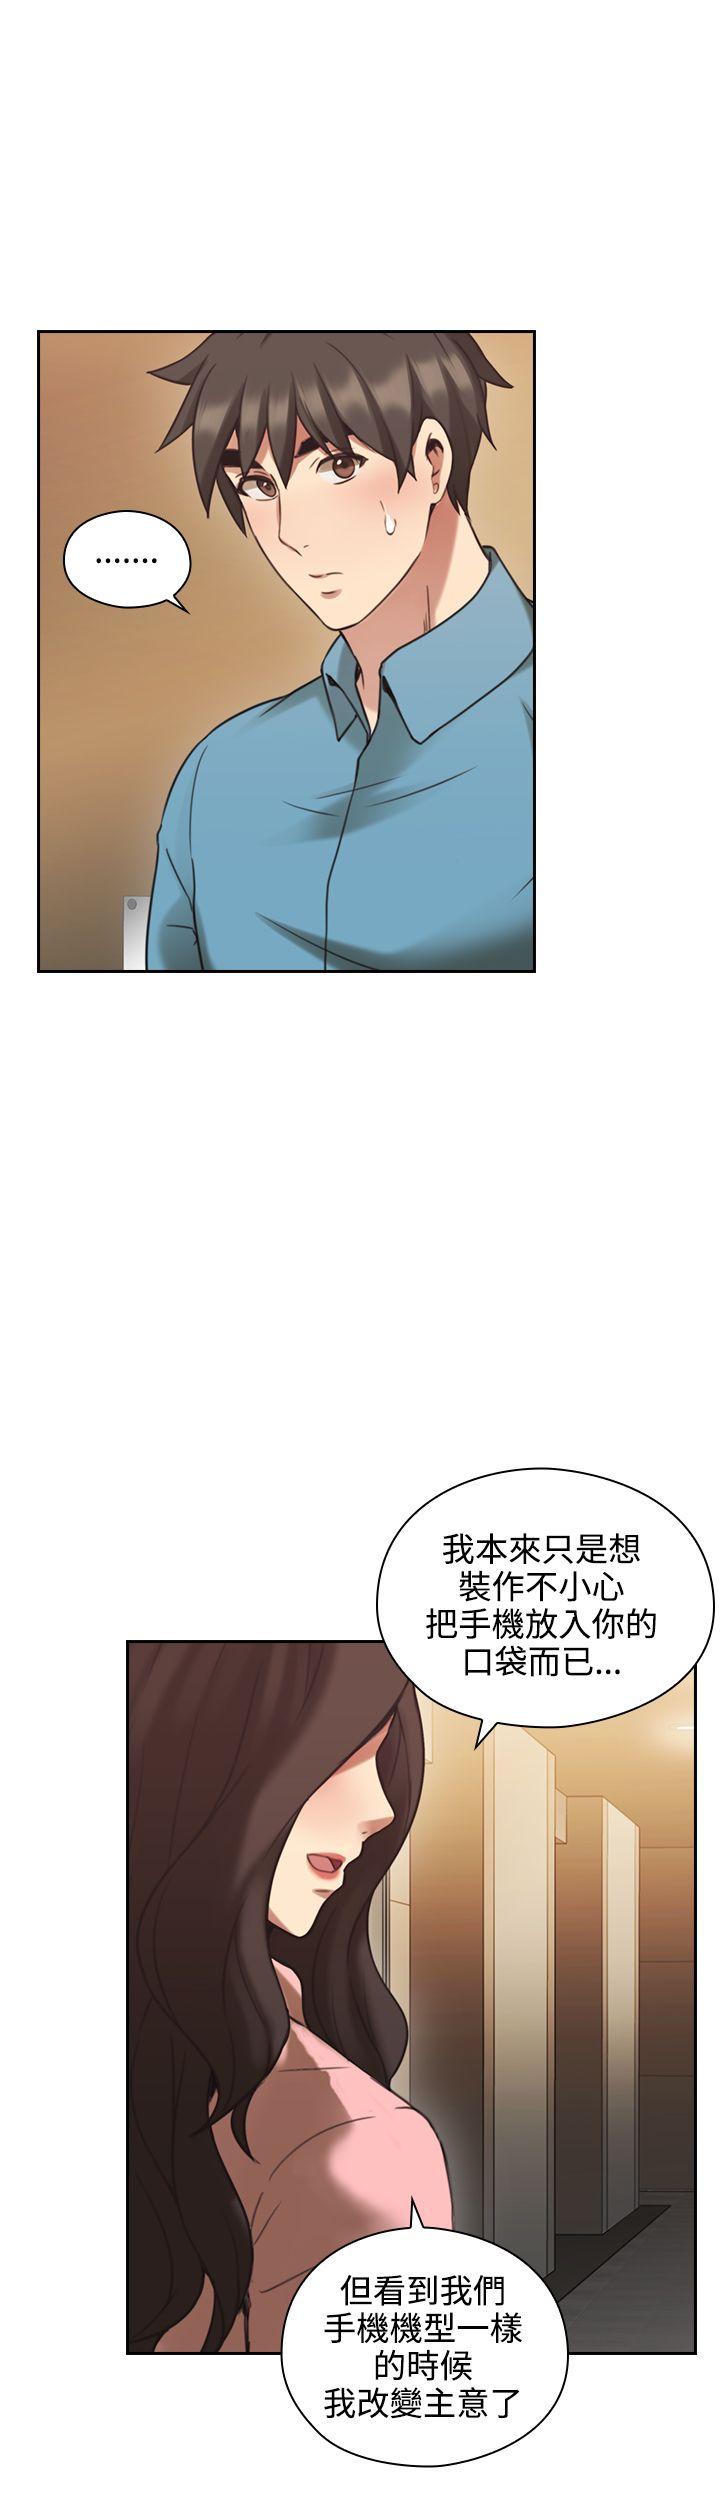 ·······
我本來只是想
裝作不小心
把手機放入你的
口袋而已...
但看到我們
手機機型一樣
的時候
我改變主意了